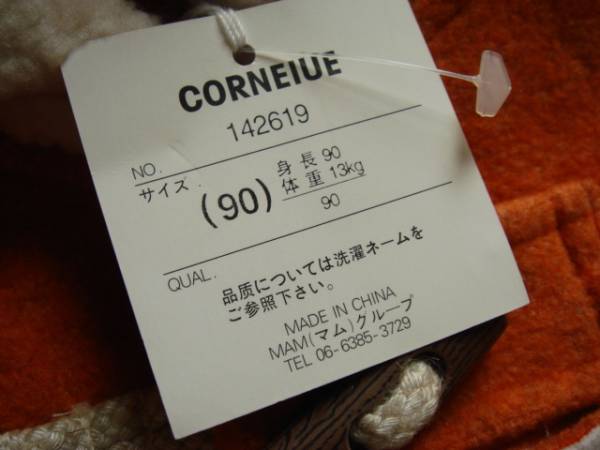 CORNEIUE
NO. 142619
サイズ. (90) 身長 90
体重 13kg
90
QUAL. 品質については洗濯ネームを
ご参照下さい。
MADE IN CHINA
MAM(マム)グループ
TEL 06-6385-3729